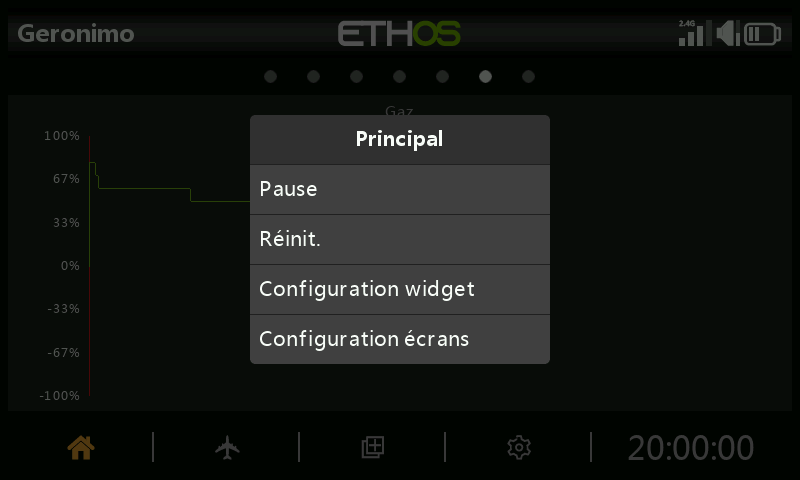 Geronimo
ETHOS
2.4G
Gaz
100%
67%
33%
0%
-33%
-67%
-100%
Principal
Pause
Réinit.
Configuration widget
Configuration écrans
20:00:00